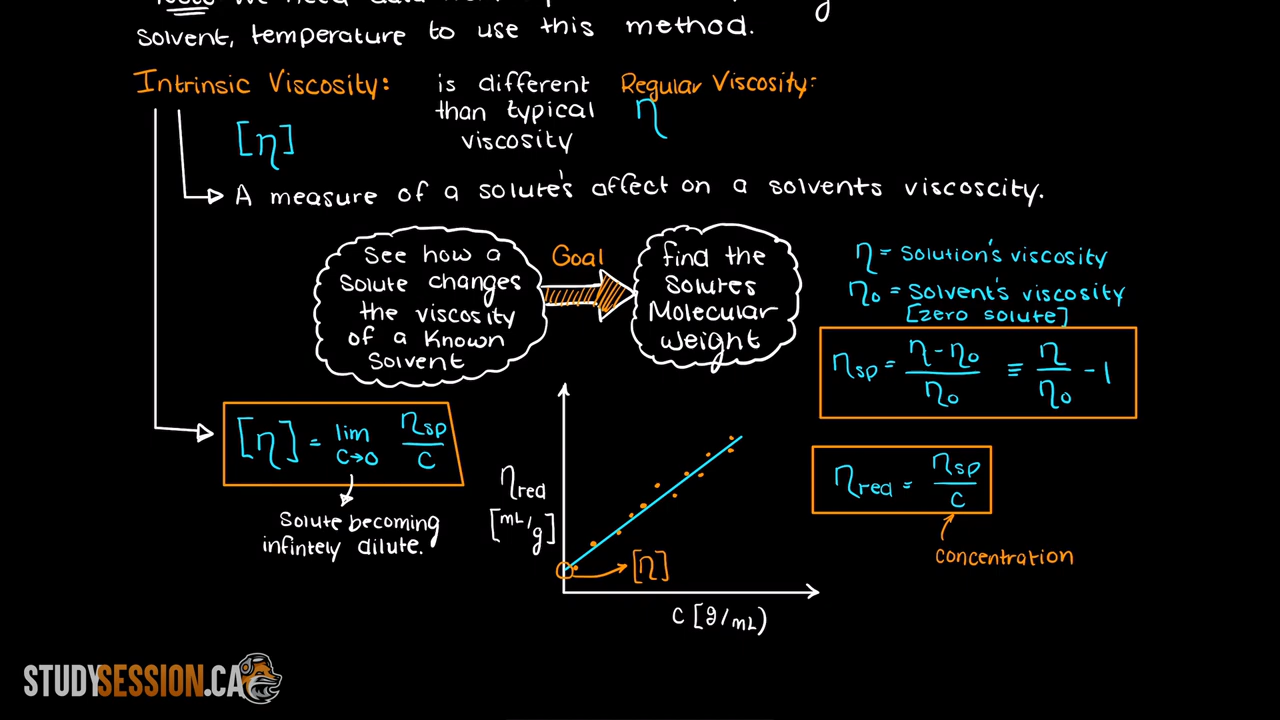 we need data
solvent, temperature to use this method.
Intrinsic Viscosity: is different Regular Viscosity:
than typical η
viscosity
[η]
A measure of a solute's affect on a solvents viscoscity.
See how a
Solute changes
the viscosity
of a Known
Solvent
Goal
find the
Solutes
Molecular
Weight
η = Solution's viscosity
η₀ = Solvent's viscosity
[zero solute]
ηsp = η - η₀ / η₀ ≡ η / η₀ - 1
[η] = lim C→0 ηsp / C
Solute becoming
infintely dilute.
ηred
[mL/g]
[η]
C [g/mL]
ηred = ηsp / C
concentration
STUDYSESSION.CA